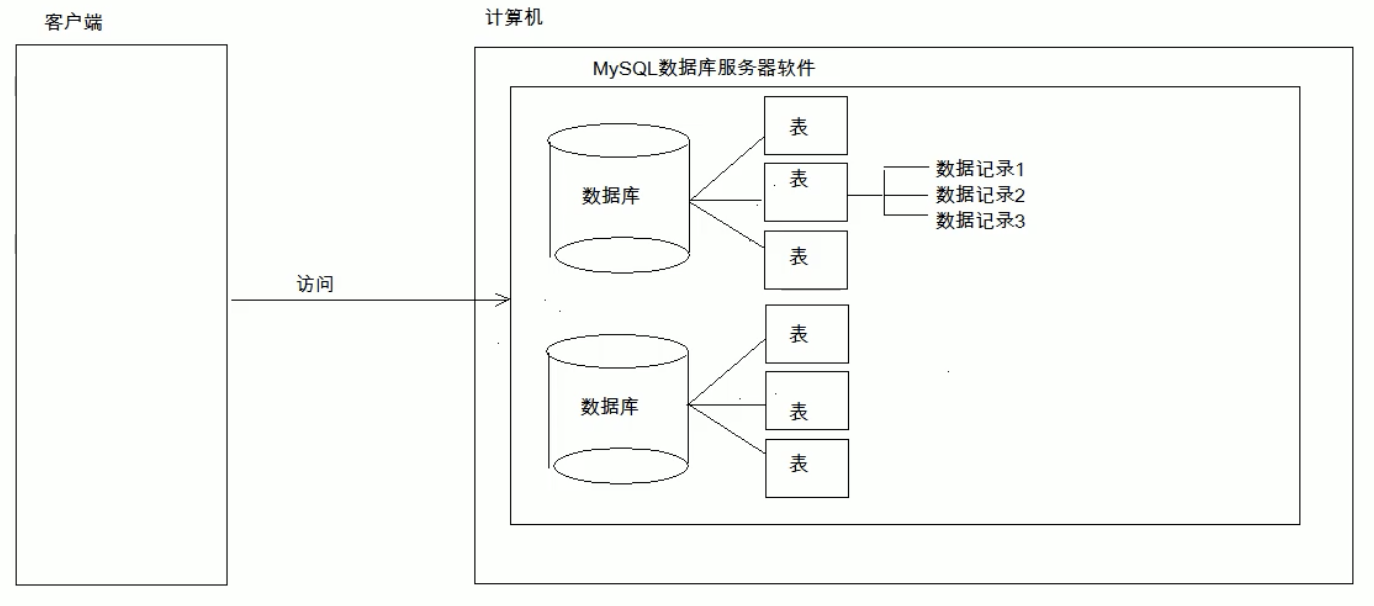 客户端
计算机
MySQL数据库服务器软件
表
数据库
表
数据记录1
数据记录2
数据记录3
表
访问
表
数据库
表
表